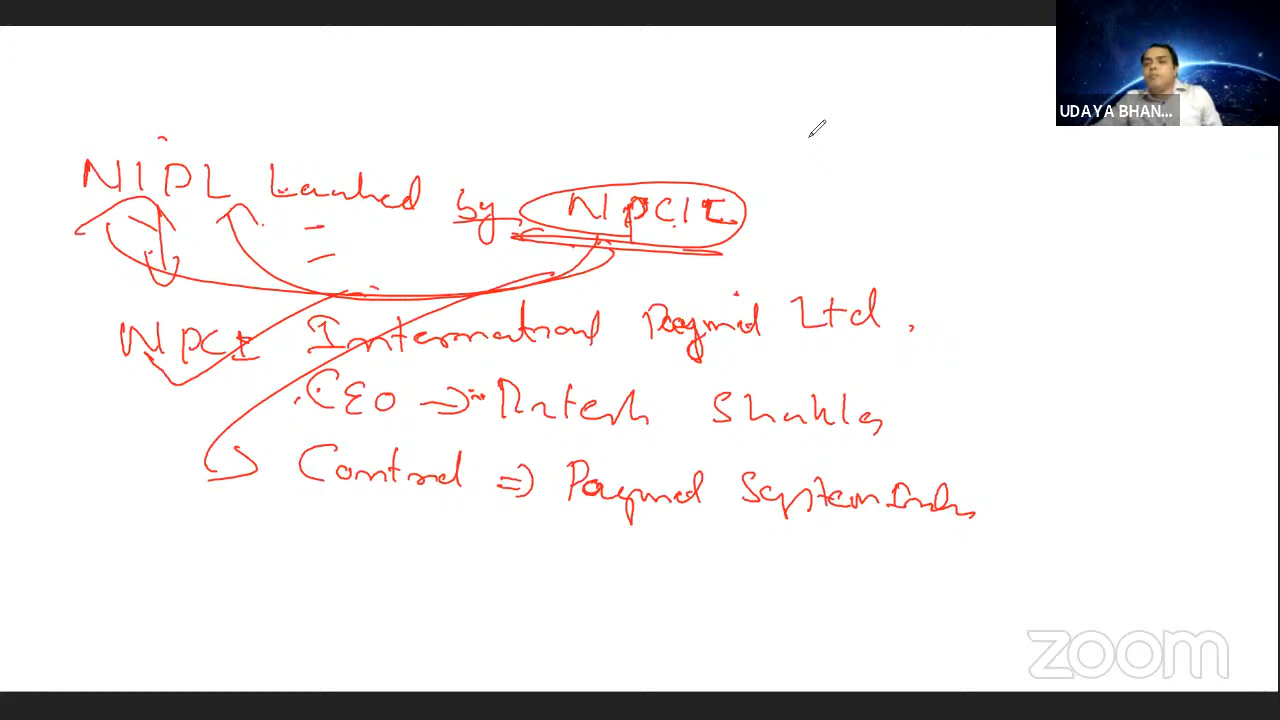 UDAYA BHAN...
NIPL Launched by NPCI
NPCI International Payment Ltd.
CEO → Ritesh Shukla
Control ⇒ Payment System India
zoom